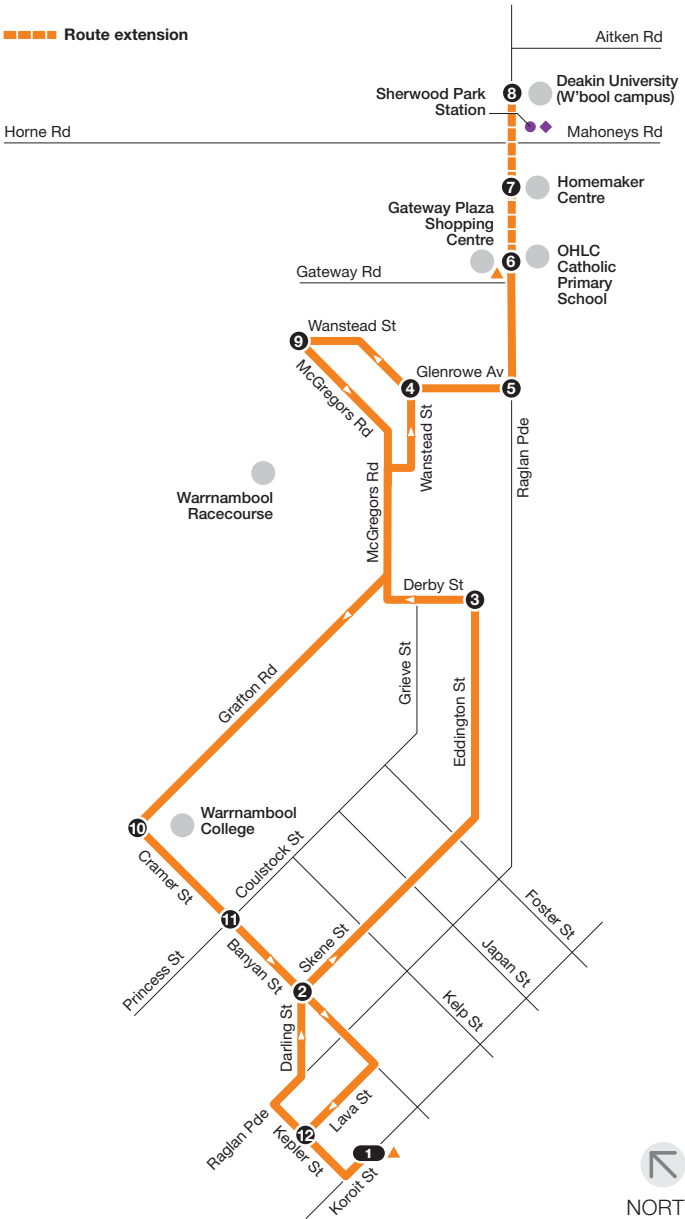 Route extension
Aitken Rd
8
Deakin University
(W'bool campus)
Sherwood Park
Station
Horne Rd
Mahoneys Rd
7
Homemaker
Centre
Gateway Plaza
Shopping
Centre
6
OHLC
Catholic
Primary
School
Gateway Rd
9
Wanstead St
McGregors Rd
4
Glenrowe Av
5
Wanstead St
Raglan Pde
McGregors Rd
Warrnambool
Racecourse
Derby St
3
Grieve St
Eddington St
Grafton Rd
10
Warrnambool
College
Cramer St
Coulstock St
11
Princess St
Banyan St
Skene St
Foster St
Japan St
Kelp St
2
Darling St
Lava St
Raglan Pde
12
Kepler St
1
Koroit St
NORT